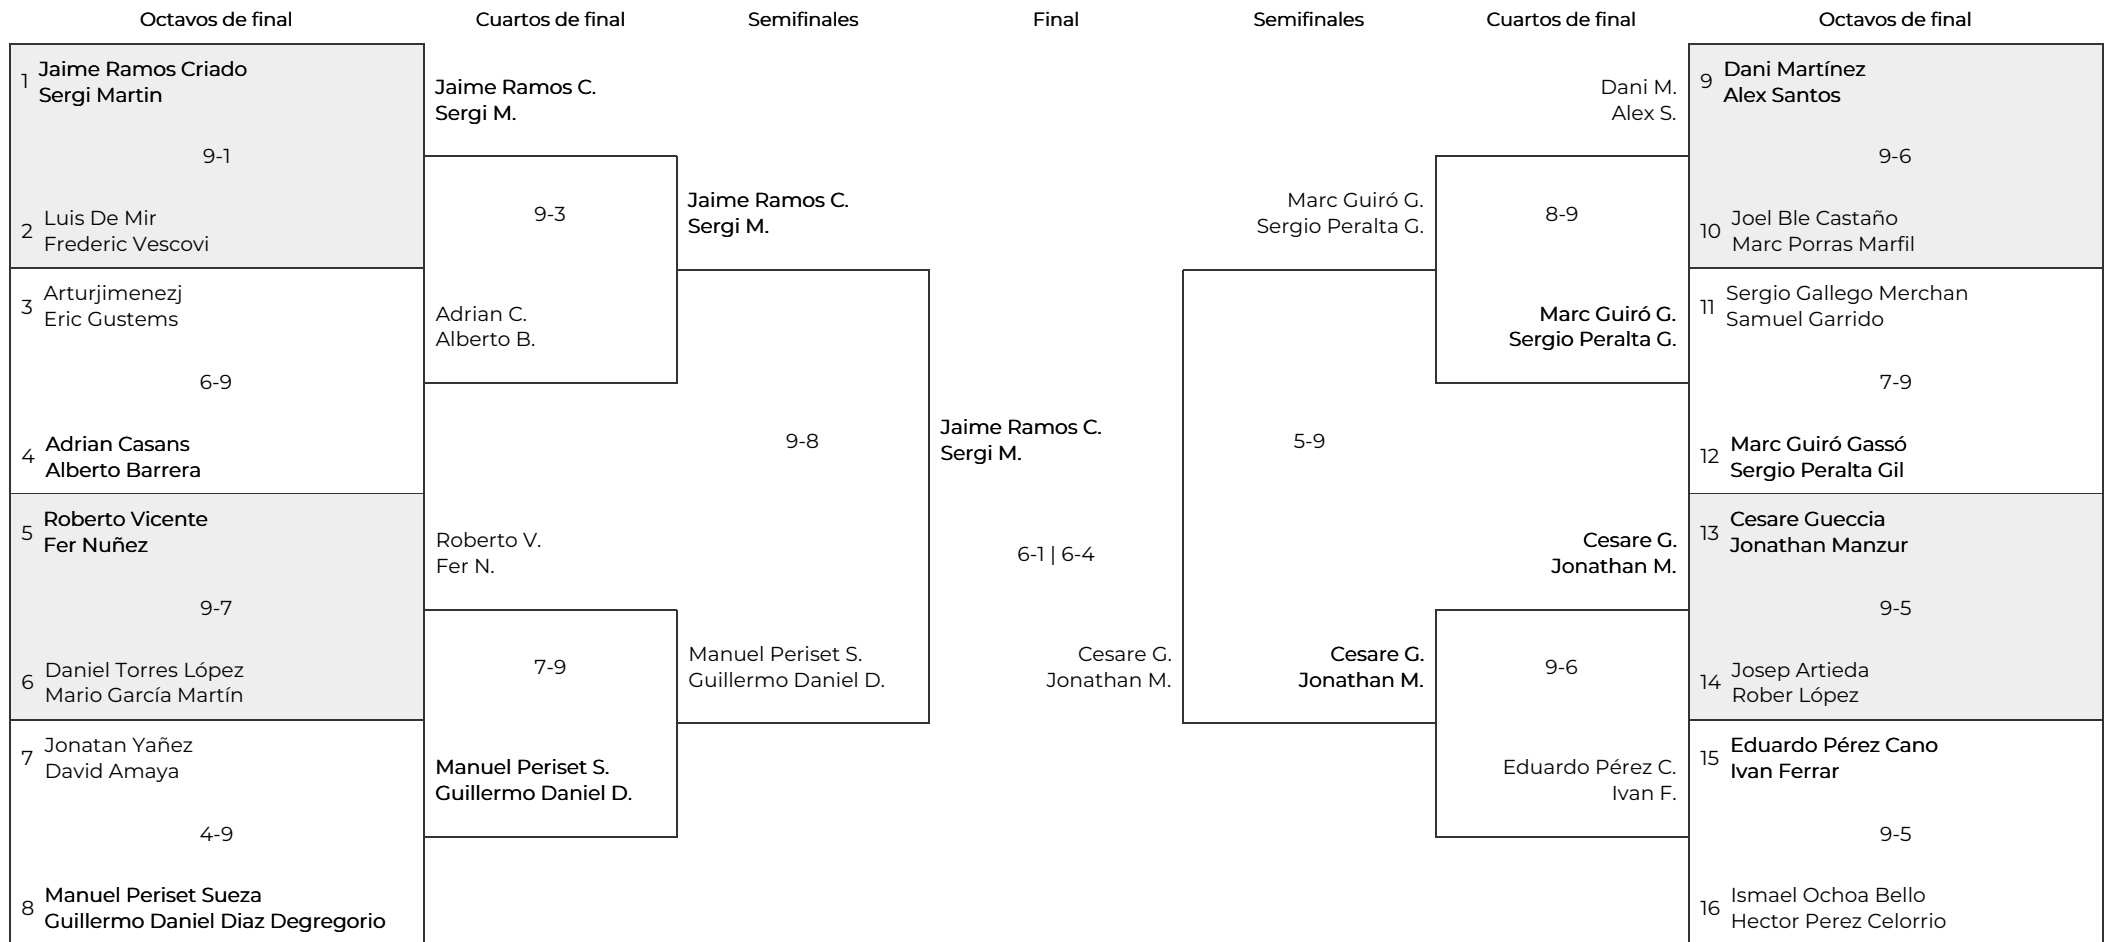 Octavos de final
Cuartos de final
Semifinales
Final
Semifinales
Cuartos de final
Octavos de final
1
Jaime Ramos Criado
Sergi Martin
9-1
2
Luis De Mir
Frederic Vescovi
3
Arturjimenezj
Eric Gustems
6-9
4
Adrian Casans
Alberto Barrera
5
Roberto Vicente
Fer Nuñez
9-7
6
Daniel Torres López
Mario García Martín
7
Jonatan Yañez
David Amaya
4-9
8
Manuel Periset Sueza
Guillermo Daniel Diaz Degregorio
Jaime Ramos C.
Sergi M.
9-3
Adrian C.
Alberto B.
Roberto V.
Fer N.
7-9
Manuel Periset S.
Guillermo Daniel D.
Jaime Ramos C.
Sergi M.
9-8
Manuel Periset S.
Guillermo Daniel D.
Jaime Ramos C.
Sergi M.
6-1 | 6-4
Cesare G.
Jonathan M.
Marc Guiró G.
Sergio Peralta G.
5-9
Cesare G.
Jonathan M.
Dani M.
Alex S.
8-9
Marc Guiró G.
Sergio Peralta G.
Cesare G.
Jonathan M.
9-6
Eduardo Pérez C.
Ivan F.
9
Dani Martínez
Alex Santos
9-6
10
Joel Ble Castaño
Marc Porras Marfil
11
Sergio Gallego Merchan
Samuel Garrido
7-9
12
Marc Guiró Gassó
Sergio Peralta Gil
13
Cesare Gueccia
Jonathan Manzur
9-5
14
Josep Artieda
Rober López
15
Eduardo Pérez Cano
Ivan Ferrar
9-5
16
Ismael Ochoa Bello
Hector Perez Celorrio